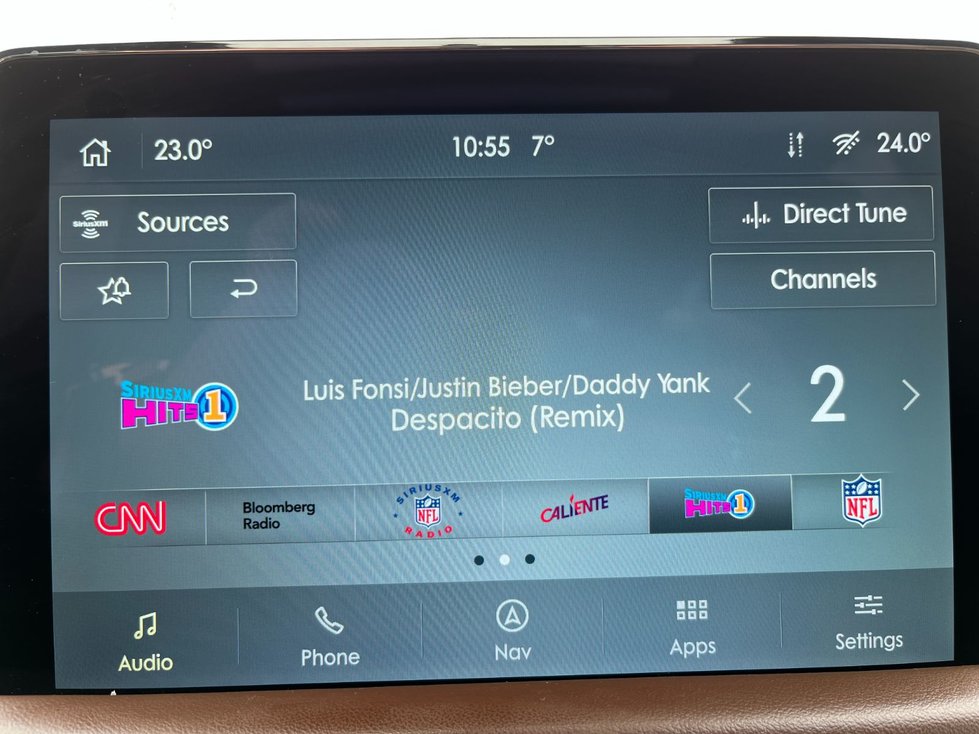 23.0°
10:55 7°
24.0°
SiriusXM Sources
Direct Tune
Channels
SIRIUSXM
HITS 1
Luis Fonsi/Justin Bieber/Daddy Yank
Despacito (Remix)
2
CNN
Bloomberg
Radio
SIRIUSXM
NFL
RADIO
CALIENTE
SIRIUSXM
HITS 1
NFL
Audio
Phone
Nav
Apps
Settings